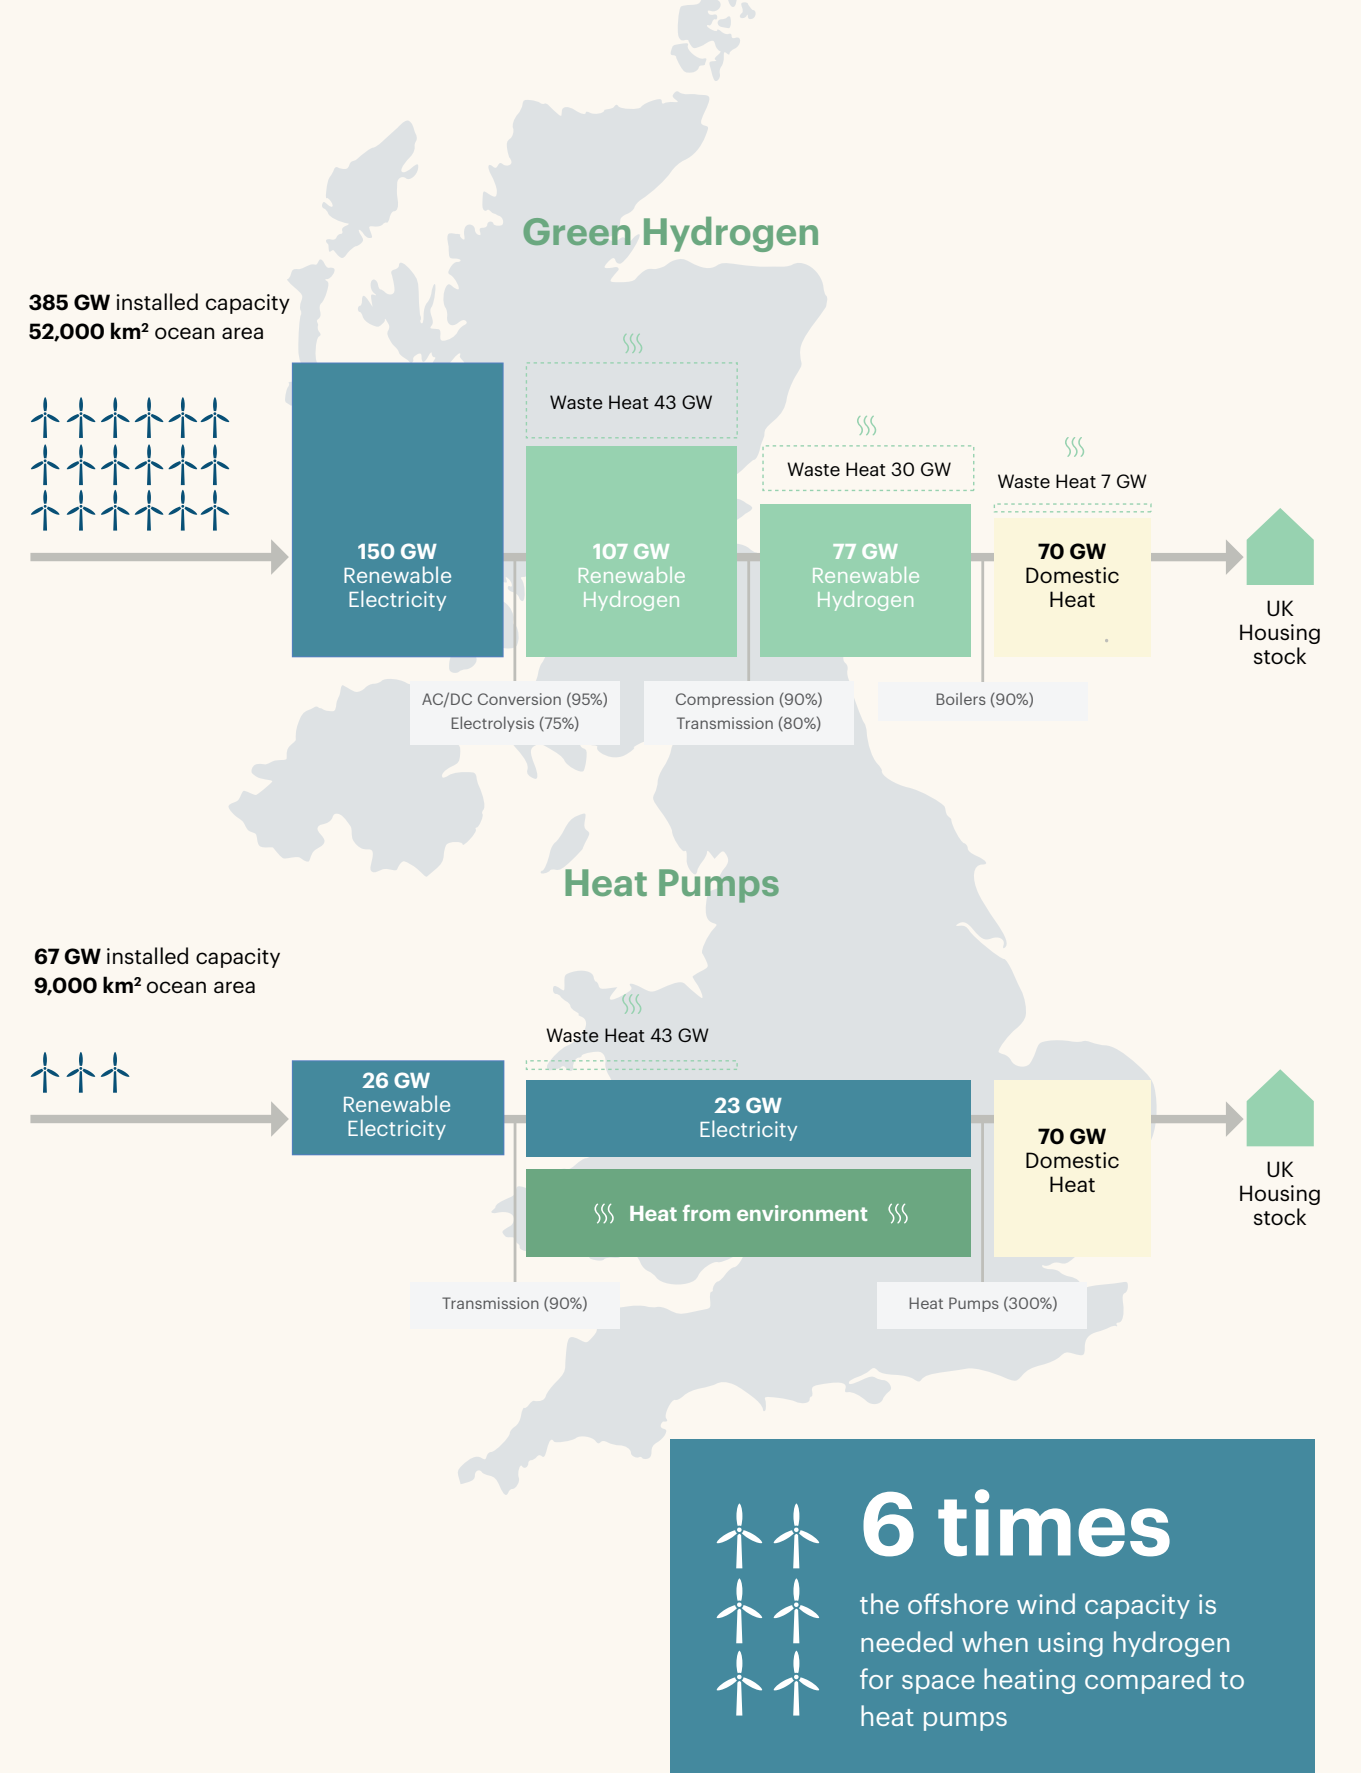 Green Hydrogen
385 GW installed capacity
52,000 km² ocean area
Waste Heat 43 GW
Waste Heat 30 GW
Waste Heat 7 GW
150 GW
Renewable
Electricity
107 GW
Renewable
Hydrogen
77 GW
Renewable
Hydrogen
70 GW
Domestic
Heat
UK
Housing
stock
AC/DC Conversion (95%)
Electrolysis (75%)
Compression (90%)
Transmission (80%)
Boilers (90%)
Heat Pumps
67 GW installed capacity
9,000 km² ocean area
Waste Heat 43 GW
26 GW
Renewable
Electricity
23 GW
Electricity
Heat from environment
70 GW
Domestic
Heat
UK
Housing
stock
Transmission (90%)
Heat Pumps (300%)
6 times
the offshore wind capacity is
needed when using hydrogen
for space heating compared to
heat pumps